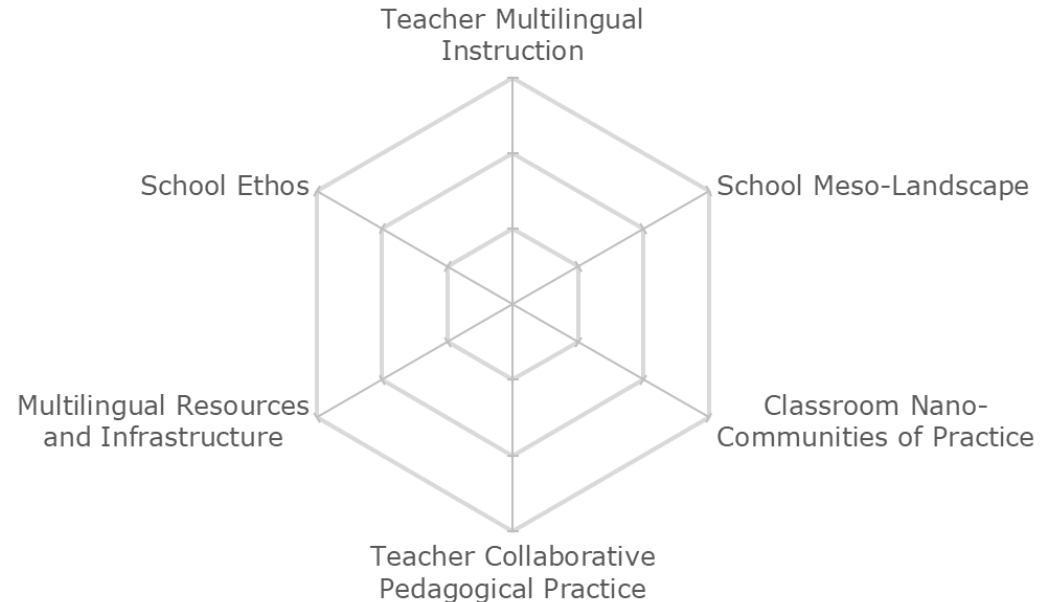 Teacher Multilingual
Instruction
School Ethos
School Meso-Landscape
Multilingual Resources
and Infrastructure
Classroom Nano-
Communities of Practice
Teacher Collaborative
Pedagogical Practice